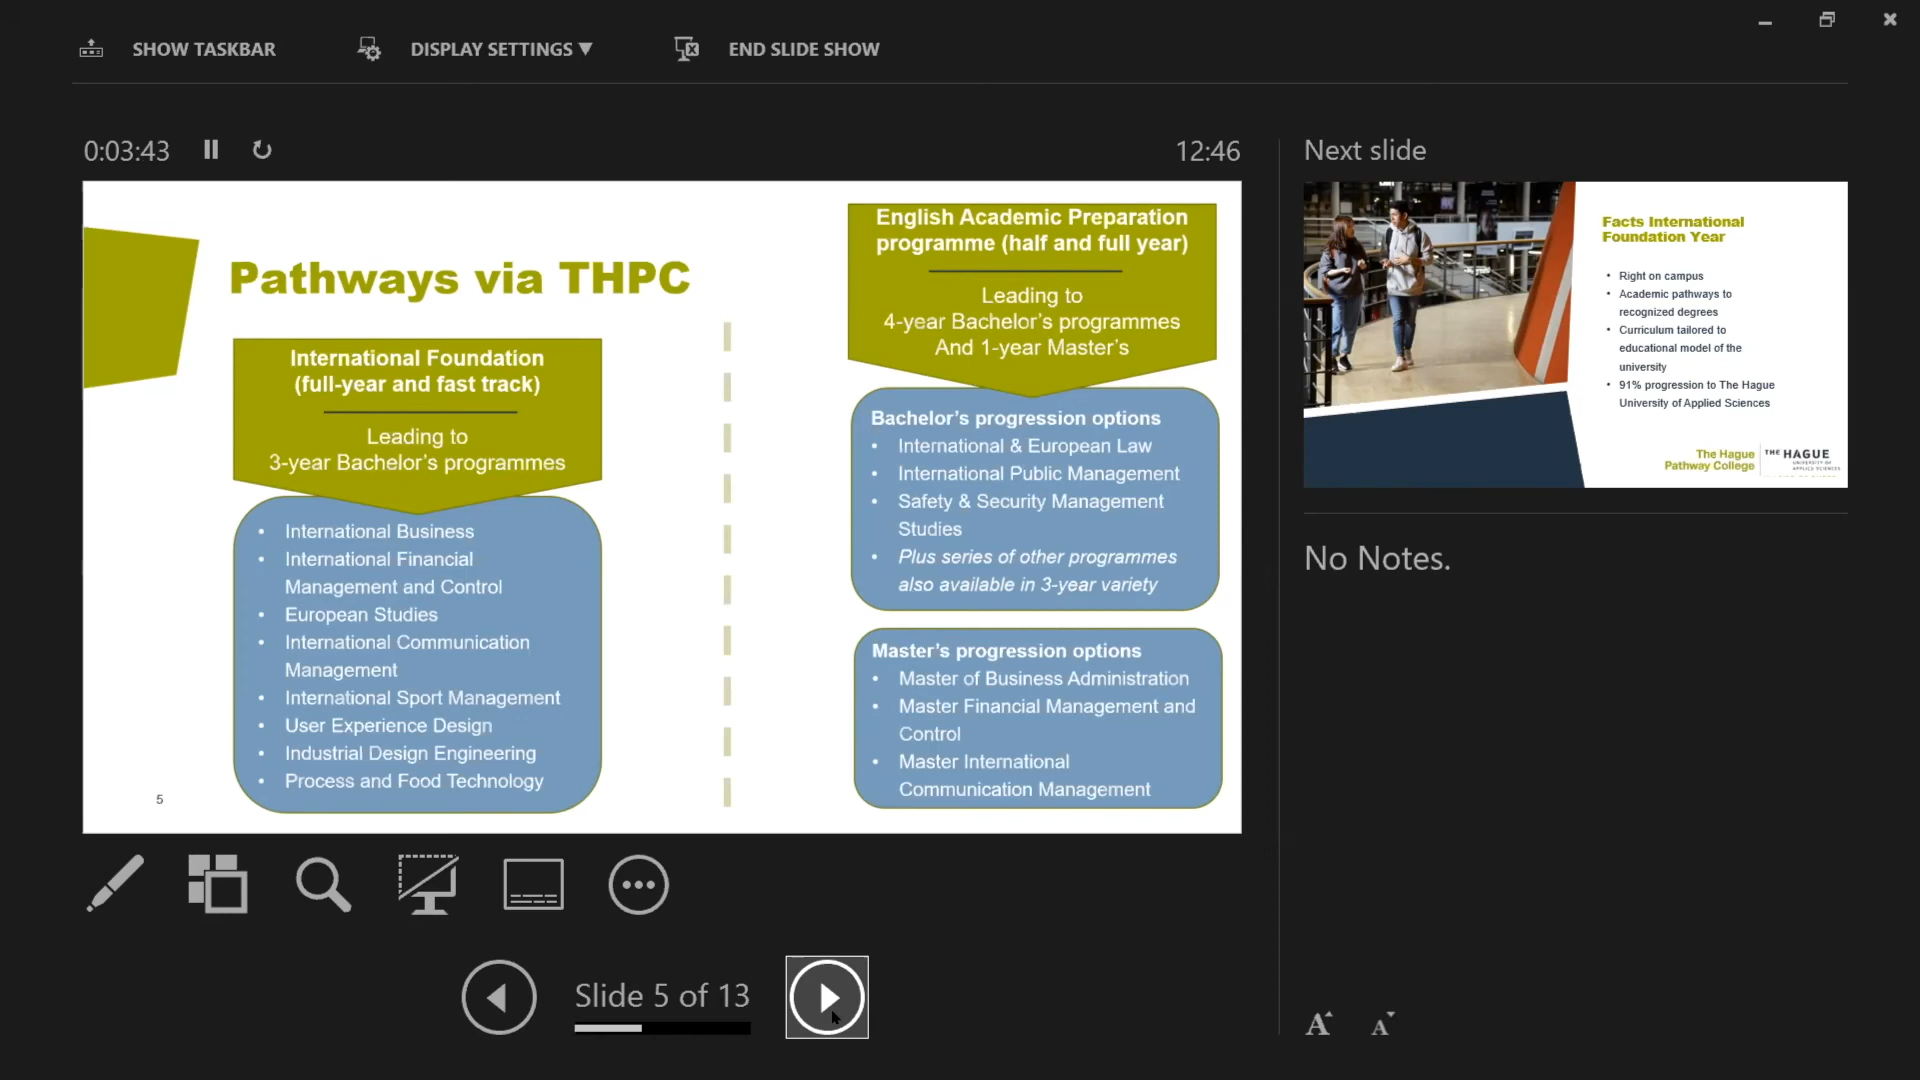 SHOW TASKBAR
DISPLAY SETTINGS ▼
END SLIDE SHOW
0:03:43
12:46
Pathways via THPC
International Foundation
(full-year and fast track)
Leading to
3-year Bachelor's programmes
• International Business
• International Financial
Management and Control
• European Studies
• International Communication
Management
• International Sport Management
• User Experience Design
• Industrial Design Engineering
• Process and Food Technology
5
English Academic Preparation
programme (half and full year)
Leading to
4-year Bachelor's programmes
And 1-year Master's
Bachelor's progression options
• International & European Law
• International Public Management
• Safety & Security Management
Studies
• Plus series of other programmes
also available in 3-year variety
Master's progression options
• Master of Business Administration
• Master Financial Management and
Control
• Master International
Communication Management
Slide 5 of 13
Next slide
Facts International
Foundation Year
• Right on campus
• Academic pathways to
recognized degrees
• Curriculum tailored to
educational model of the
university
• 91% progression to The Hague
University of Applied Sciences
The Hague
Pathway College
THE HAGUE
UNIVERSITY OF
APPLIED SCIENCES
No Notes.
A A